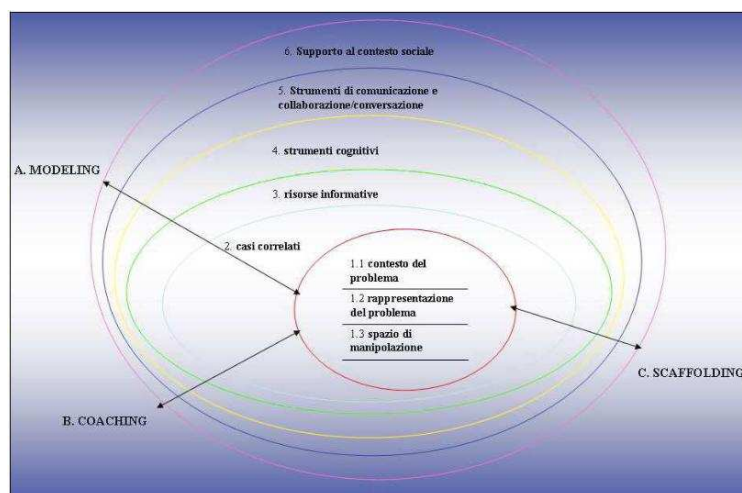 6. Supporto al contesto sociale
5. Strumenti di comunicazione e
collaborazione/conversazione
4. strumenti cognitivi
A. MODELING
3. risorse informative
2. casi correlati
1.1 contesto del
problema
1.2 rappresentazione
del problema
1.3 spazio di
manipolazione
C. SCAFFOLDING
B. COACHING